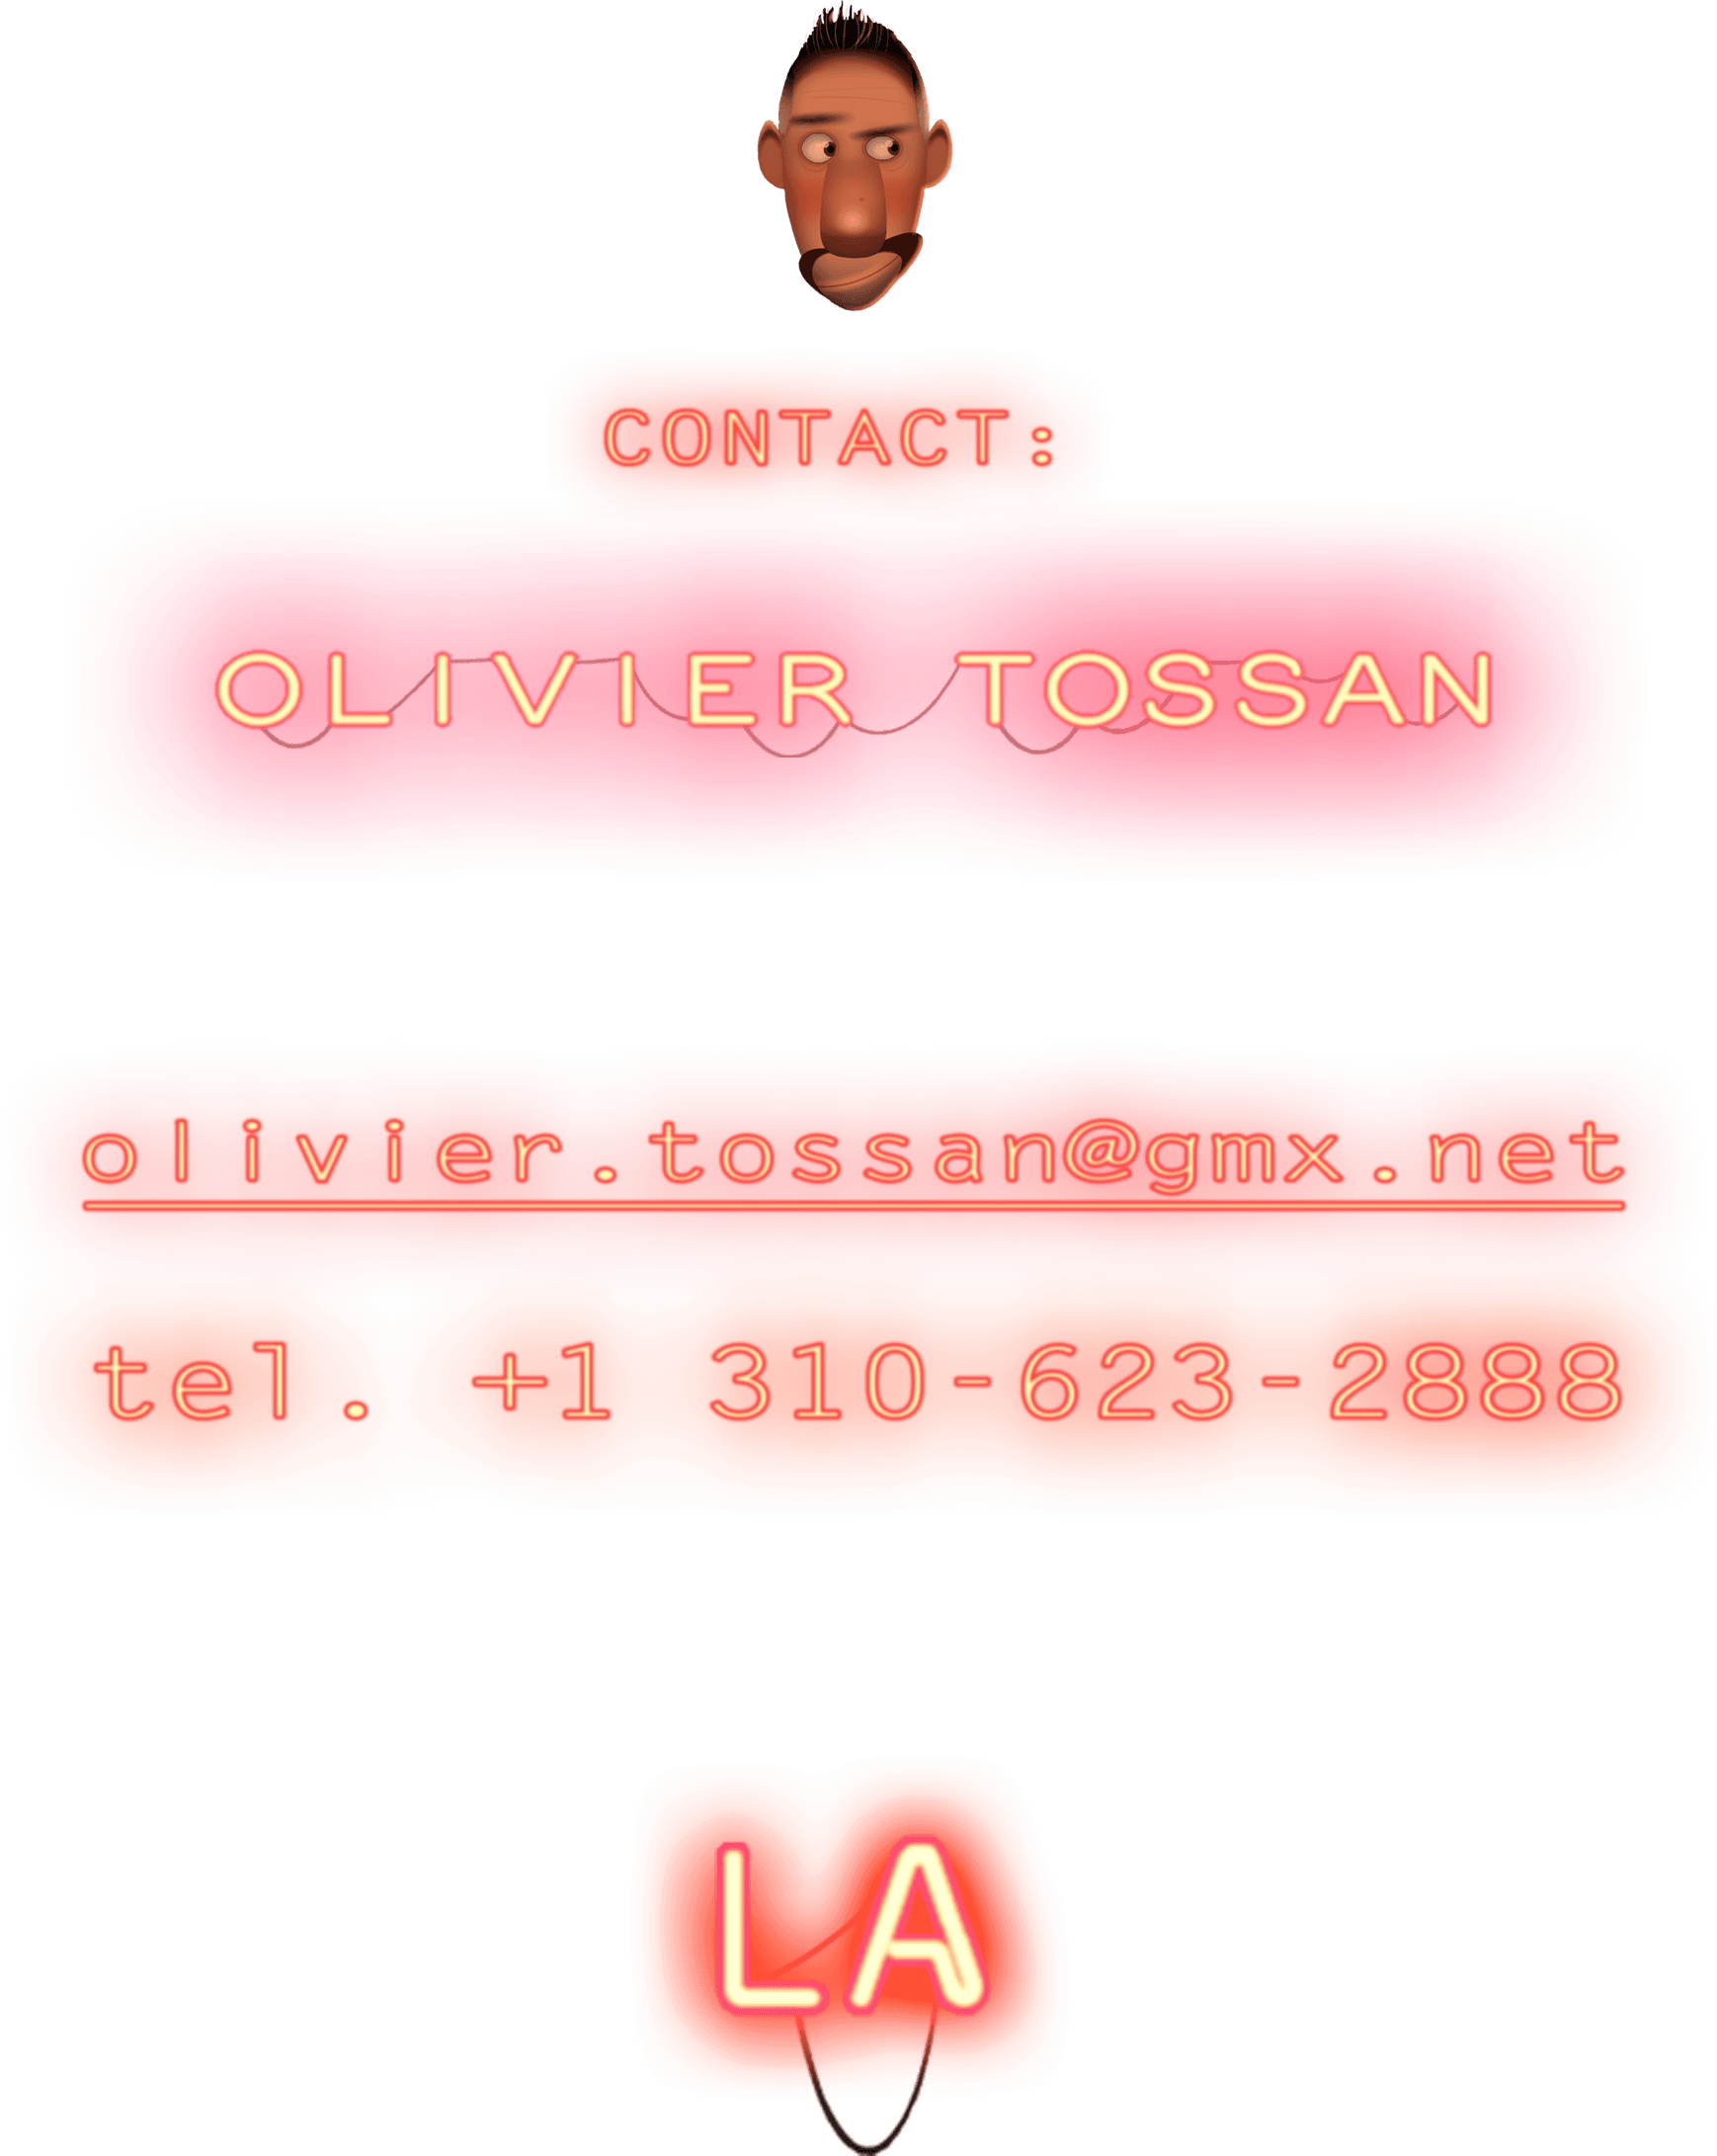 CONTACT:
OLIVIER TOSSAN
olivier.tossan@gmx.net
tel. +1 310-623-2888
LA